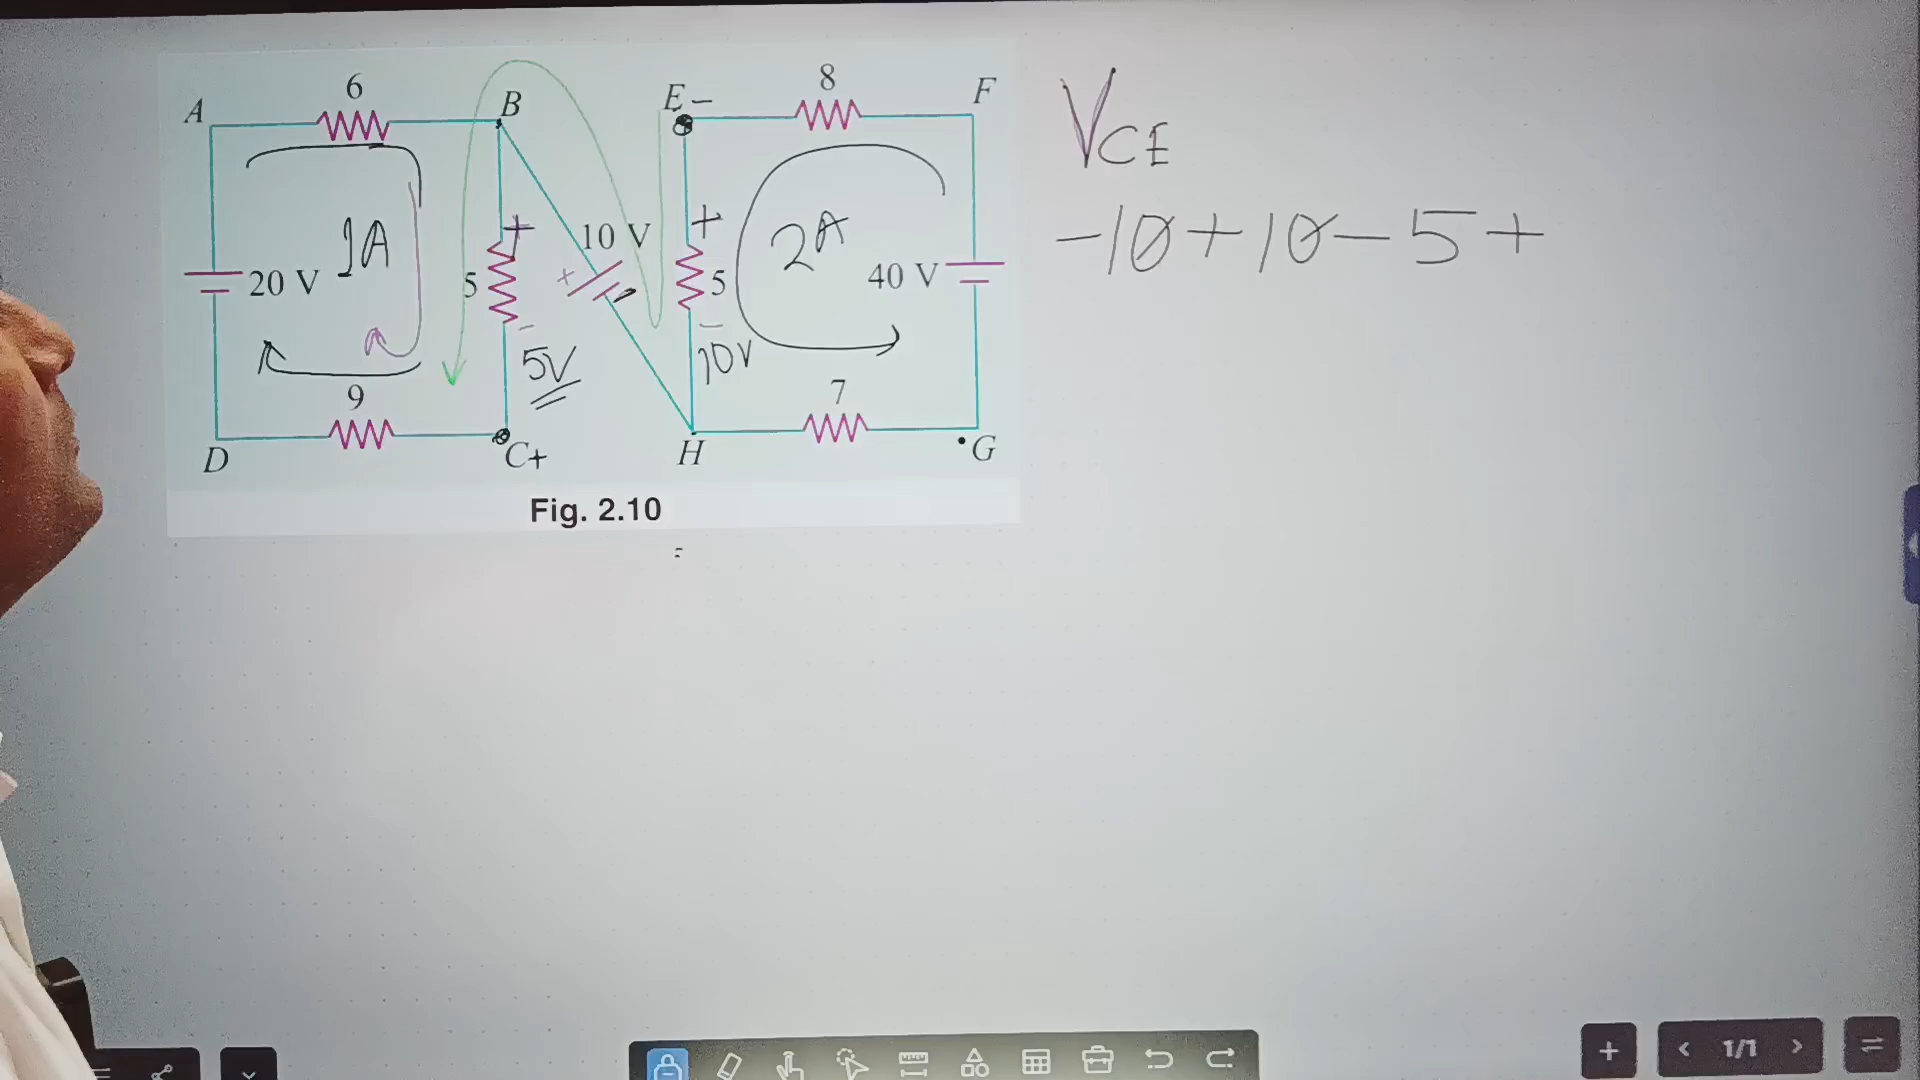 6
8
A
B
E –
F
V_CE
–10+10–5+
+
10 V
+
1A
2A
20 V
5
+
5
40 V
–
–
5V
10V
9
7
D
C+
H
G
Fig. 2.10
1/1